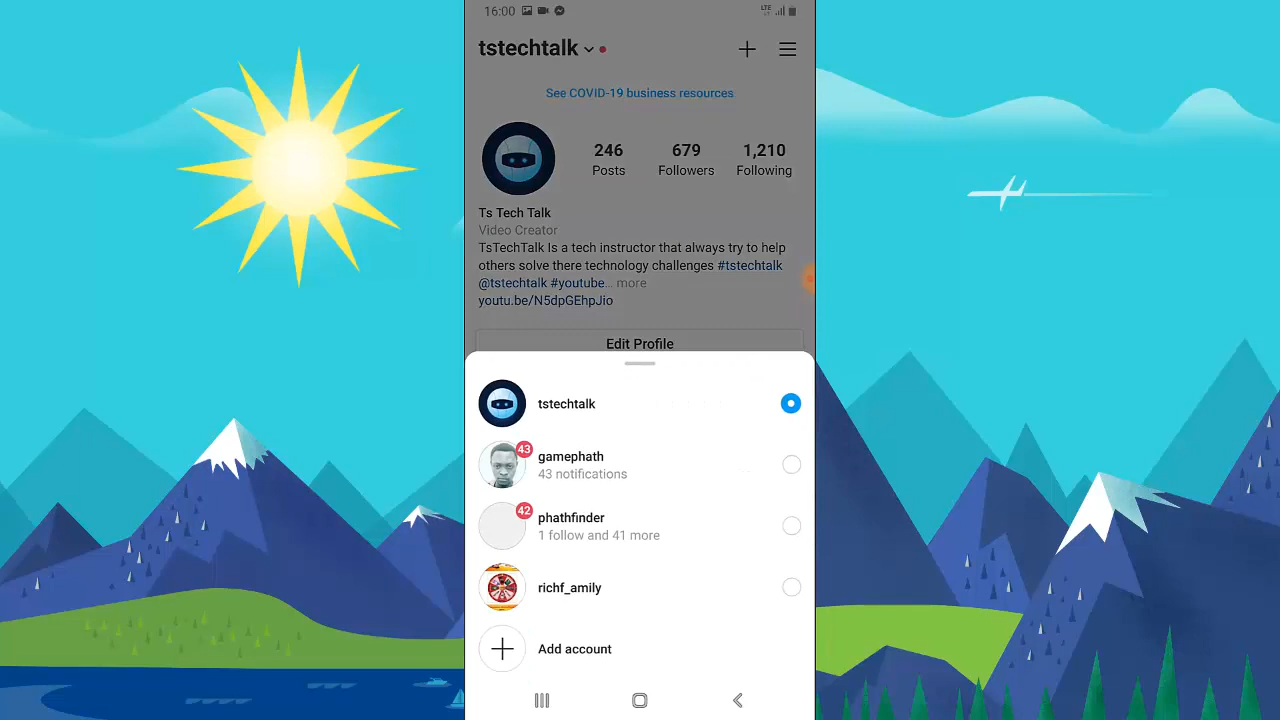 16:00
LTE
tstechtalk
See COVID-19 business resources
246 679 1,210
Posts Followers Following
Ts Tech Talk
Video Creator
TsTechTalk Is a tech instructor that always try to help
others solve there technology challenges #tstechtalk
@tstechtalk #youtube... more
youtu.be/N5dpGEhpJio
Edit Profile
tstechtalk
43
gamephath
43 notifications
42
phathfinder
1 follow and 41 more
richf_amily
Add account